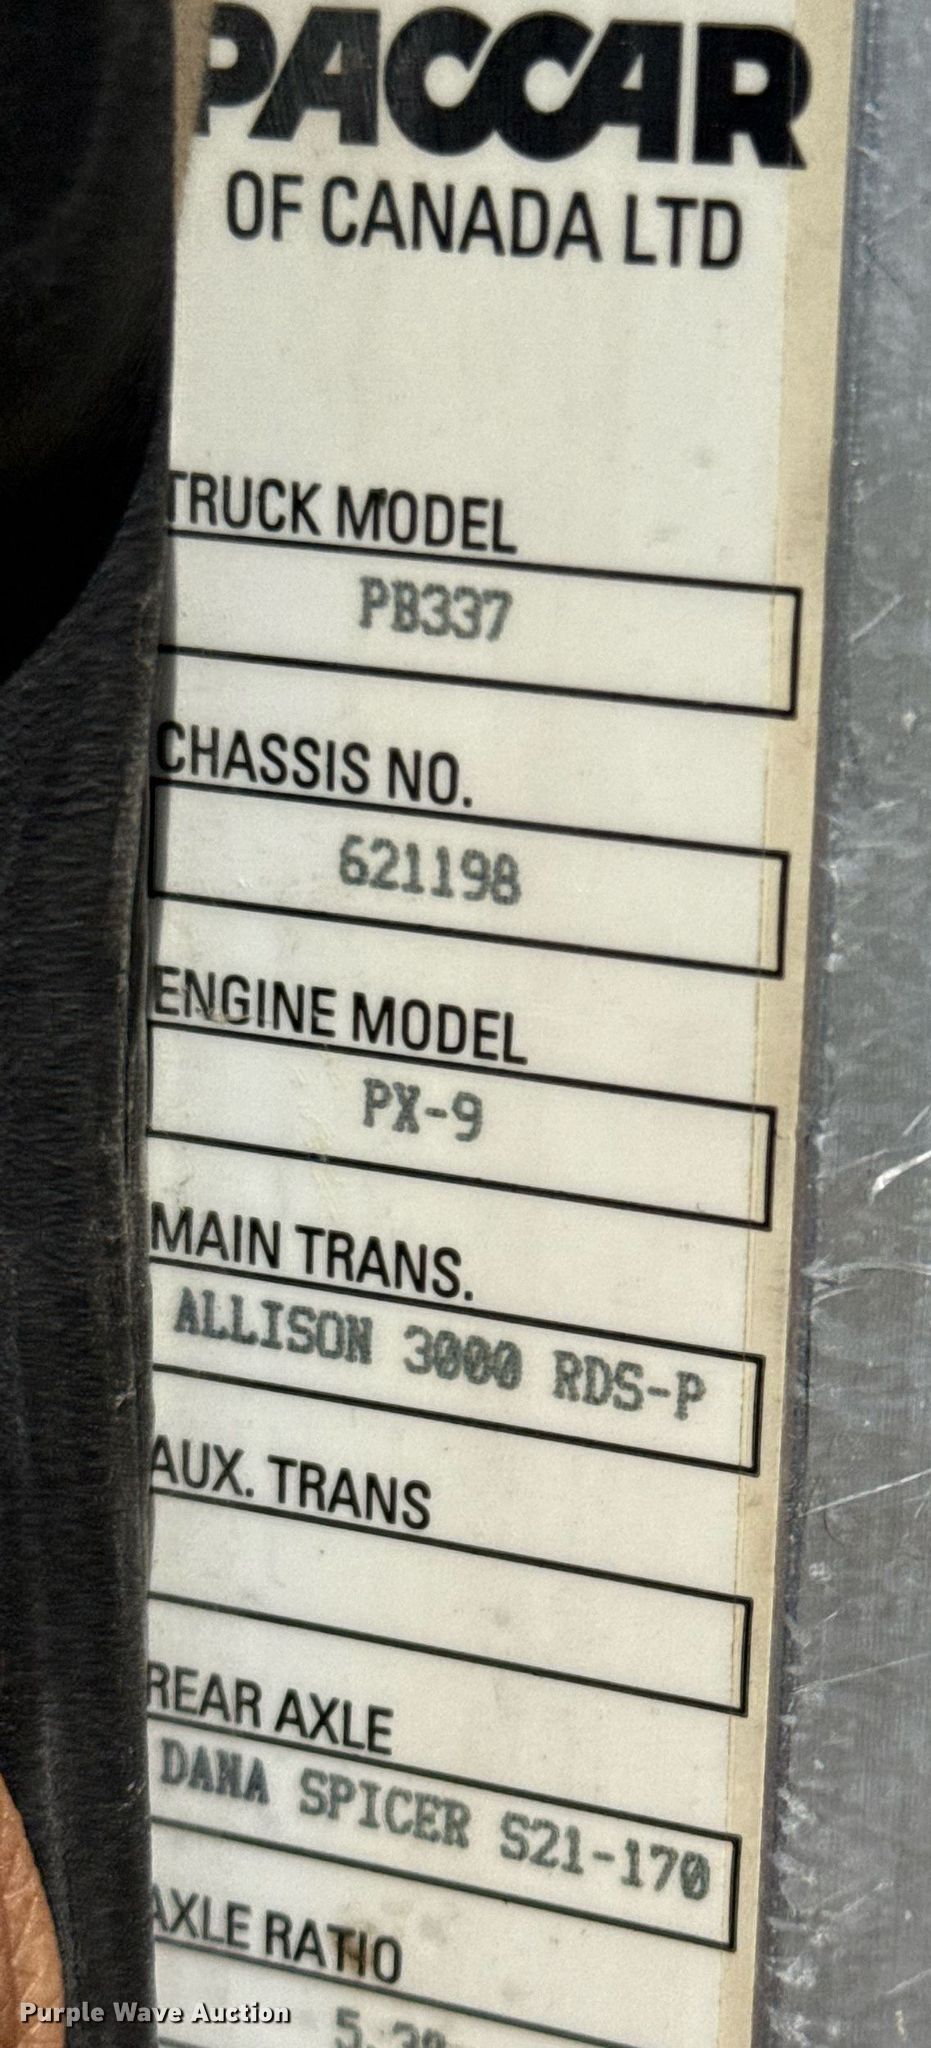 PACCAR
OF CANADA LTD
TRUCK MODEL
PB337
CHASSIS NO.
621198
ENGINE MODEL
PX-9
MAIN TRANS.
ALLISON 3000 RDS-P
AUX. TRANS
REAR AXLE
DANA SPICER S21-170
AXLE RATIO
Purple Wave Auction